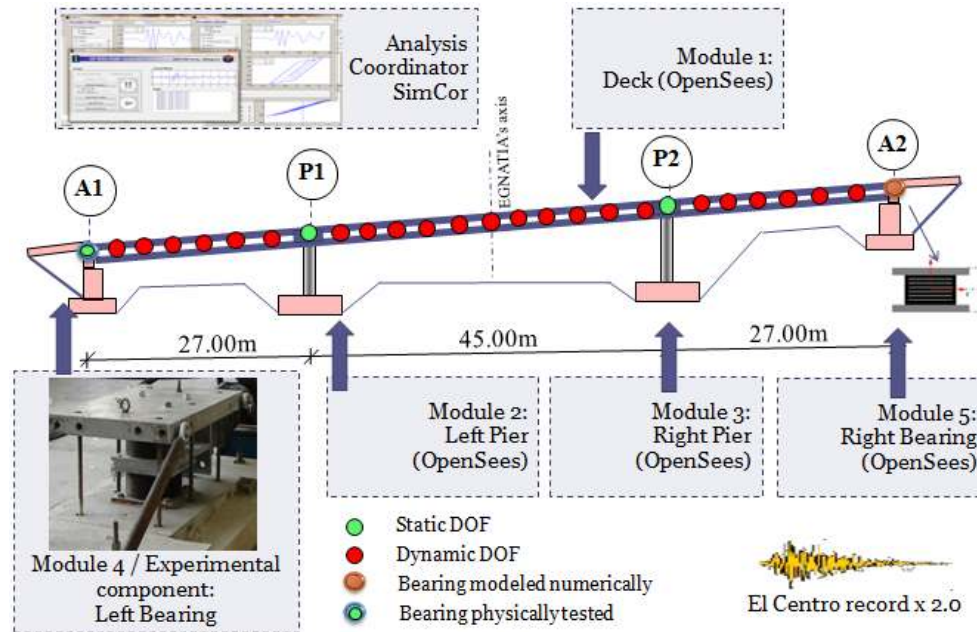 Analysis
Coordinator
SimCor
Module 1:
Deck (OpenSees)
A1
P1
EGNATIA's axis
P2
A2
27.00m
45.00m
27.00m
Module 2:
Left Pier
(OpenSees)
Module 3:
Right Pier
(OpenSees)
Module 5:
Right Bearing
(OpenSees)
Module 4 / Experimental
component:
Left Bearing
Static DOF
Dynamic DOF
Bearing modeled numerically
Bearing physically tested
El Centro record x 2.0